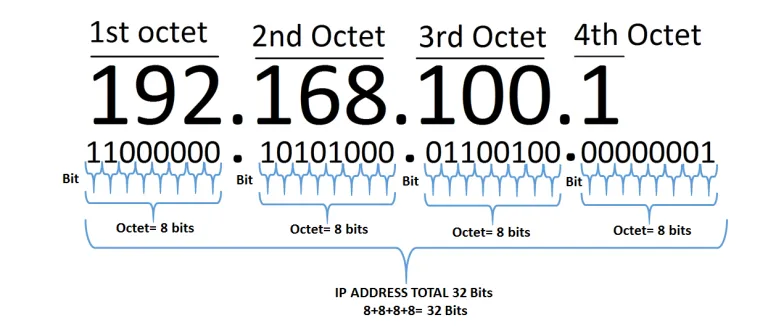 1st octet 2nd Octet 3rd Octet 4th Octet
192.168.100.1
11000000 . 10101000 . 01100100 . 00000001
Bit Bit Bit Bit
Octet= 8 bits Octet= 8 bits Octet= 8 bits Octet= 8 bits
IP ADDRESS TOTAL 32 Bits
8+8+8+8= 32 Bits